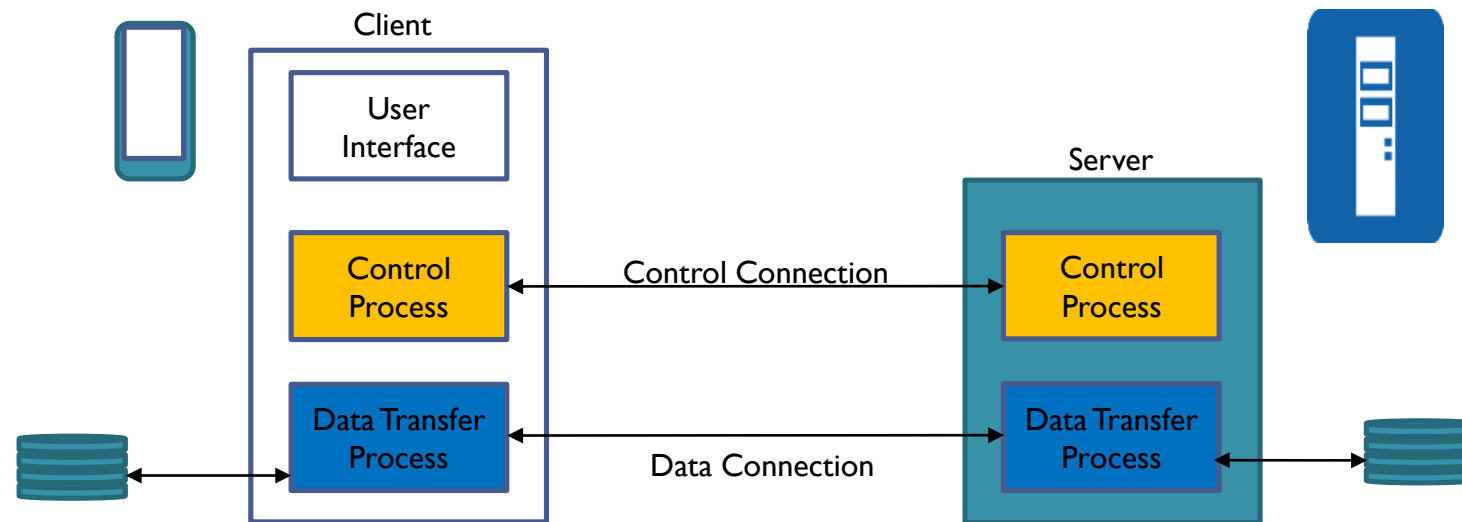 Client
User
Interface
Server
Control
Process
Control Connection
Control
Process
Data Transfer
Process
Data Connection
Data Transfer
Process